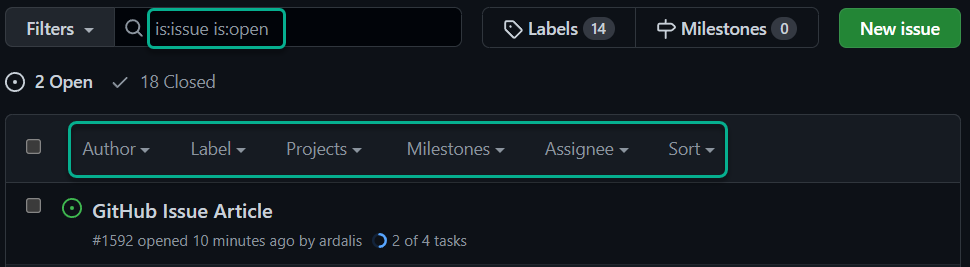 Filters is:issue is:open Labels 14 Milestones 0 New issue
2 Open 18 Closed
Author Label Projects Milestones Assignee Sort
GitHub Issue Article
#1592 opened 10 minutes ago by ardalis 2 of 4 tasks